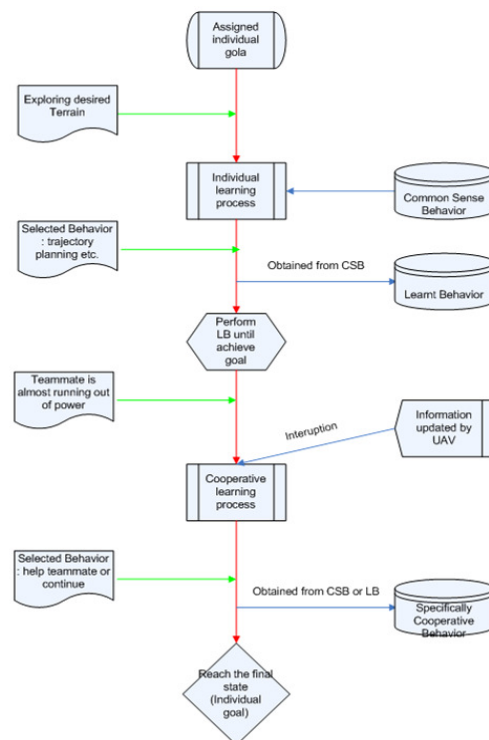 Assigned
individual
gola
Exploring desired
Terrain
Individual
learning
process
Common Sense
Behavior
Selected Behavior
: trajectory
planning etc.
Obtained from CSB
Learnt Behavior
Perform
LB until
achieve
goal
Teammate is
almost running out
of power
Interuption
Information
updated by
UAV
Cooperative
learning
process
Selected Behavior
: help teammate or
continue
Obtained from CSB or LB
Specifically
Cooperative
Behavior
Reach the final
state
(Individual
goal)